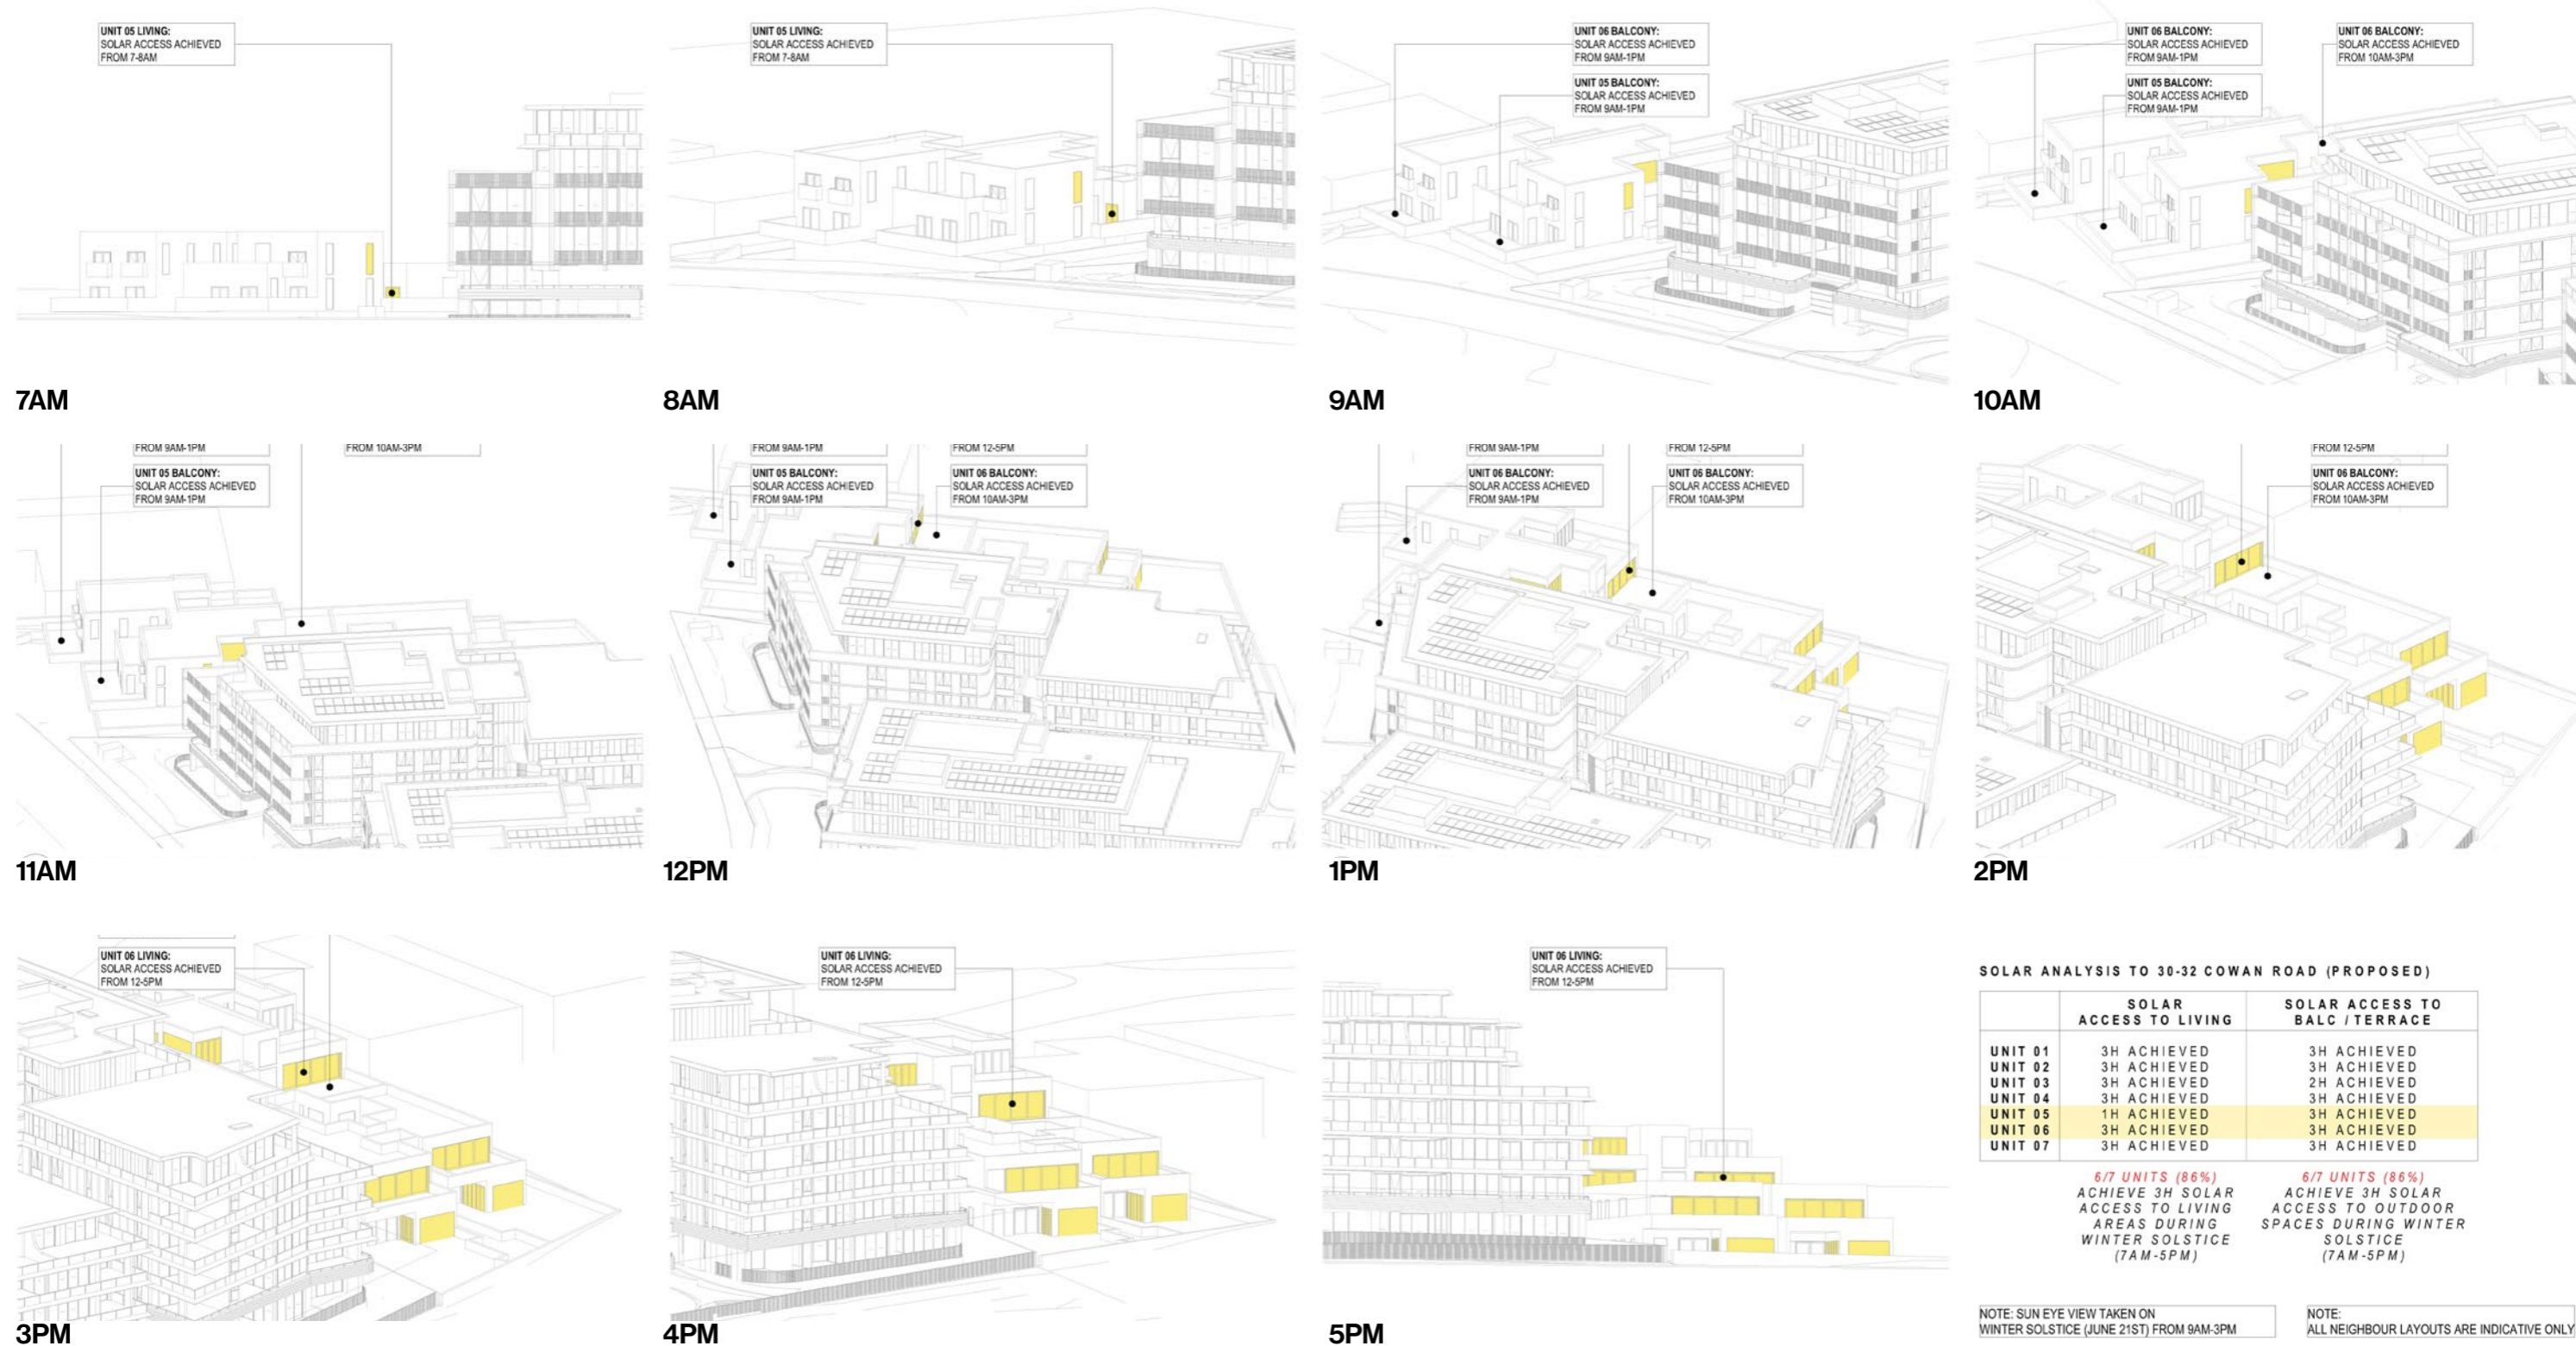 UNIT 05 LIVING:
SOLAR ACCESS ACHIEVED
FROM 7-8AM
7AM
UNIT 05 LIVING:
SOLAR ACCESS ACHIEVED
FROM 7-8AM
8AM
UNIT 06 BALCONY:
SOLAR ACCESS ACHIEVED
FROM 9AM-1PM
UNIT 05 BALCONY:
SOLAR ACCESS ACHIEVED
FROM 9AM-1PM
9AM
UNIT 06 BALCONY:
SOLAR ACCESS ACHIEVED
FROM 9AM-1PM
UNIT 05 BALCONY:
SOLAR ACCESS ACHIEVED
FROM 9AM-1PM
UNIT 06 BALCONY:
SOLAR ACCESS ACHIEVED
FROM 10AM-3PM
10AM
FROM 9AM-1PM
UNIT 05 BALCONY:
SOLAR ACCESS ACHIEVED
FROM 9AM-1PM
FROM 10AM-3PM
11AM
FROM 9AM-1PM
UNIT 05 BALCONY:
SOLAR ACCESS ACHIEVED
FROM 9AM-1PM
FROM 12-5PM
UNIT 06 BALCONY:
SOLAR ACCESS ACHIEVED
FROM 10AM-3PM
12PM
FROM 9AM-1PM
UNIT 06 BALCONY:
SOLAR ACCESS ACHIEVED
FROM 9AM-1PM
FROM 12-5PM
UNIT 06 BALCONY:
SOLAR ACCESS ACHIEVED
FROM 10AM-3PM
1PM
FROM 12-5PM
UNIT 06 BALCONY:
SOLAR ACCESS ACHIEVED
FROM 10AM-3PM
2PM
UNIT 06 LIVING:
SOLAR ACCESS ACHIEVED
FROM 12-5PM
3PM
UNIT 06 LIVING:
SOLAR ACCESS ACHIEVED
FROM 12-5PM
4PM
UNIT 06 LIVING:
SOLAR ACCESS ACHIEVED
FROM 12-5PM
5PM
SOLAR ANALYSIS TO 30-32 COWAN ROAD (PROPOSED)
SOLAR ACCESS TO LIVING SOLAR ACCESS TO BALC / TERRACE
UNIT 01 3H ACHIEVED 3H ACHIEVED
UNIT 02 3H ACHIEVED 3H ACHIEVED
UNIT 03 3H ACHIEVED 2H ACHIEVED
UNIT 04 3H ACHIEVED 3H ACHIEVED
UNIT 05 1H ACHIEVED 3H ACHIEVED
UNIT 06 3H ACHIEVED 3H ACHIEVED
UNIT 07 3H ACHIEVED 3H ACHIEVED
6/7 UNITS (86%)
ACHIEVE 3H SOLAR
ACCESS TO LIVING
AREAS DURING
WINTER SOLSTICE
(7AM-5PM)
6/7 UNITS (86%)
ACHIEVE 3H SOLAR
ACCESS TO OUTDOOR
SPACES DURING WINTER
SOLSTICE
(7AM-5PM)
NOTE: SUN EYE VIEW TAKEN ON
WINTER SOLSTICE (JUNE 21ST) FROM 9AM-3PM
NOTE:
ALL NEIGHBOUR LAYOUTS ARE INDICATIVE ONLY